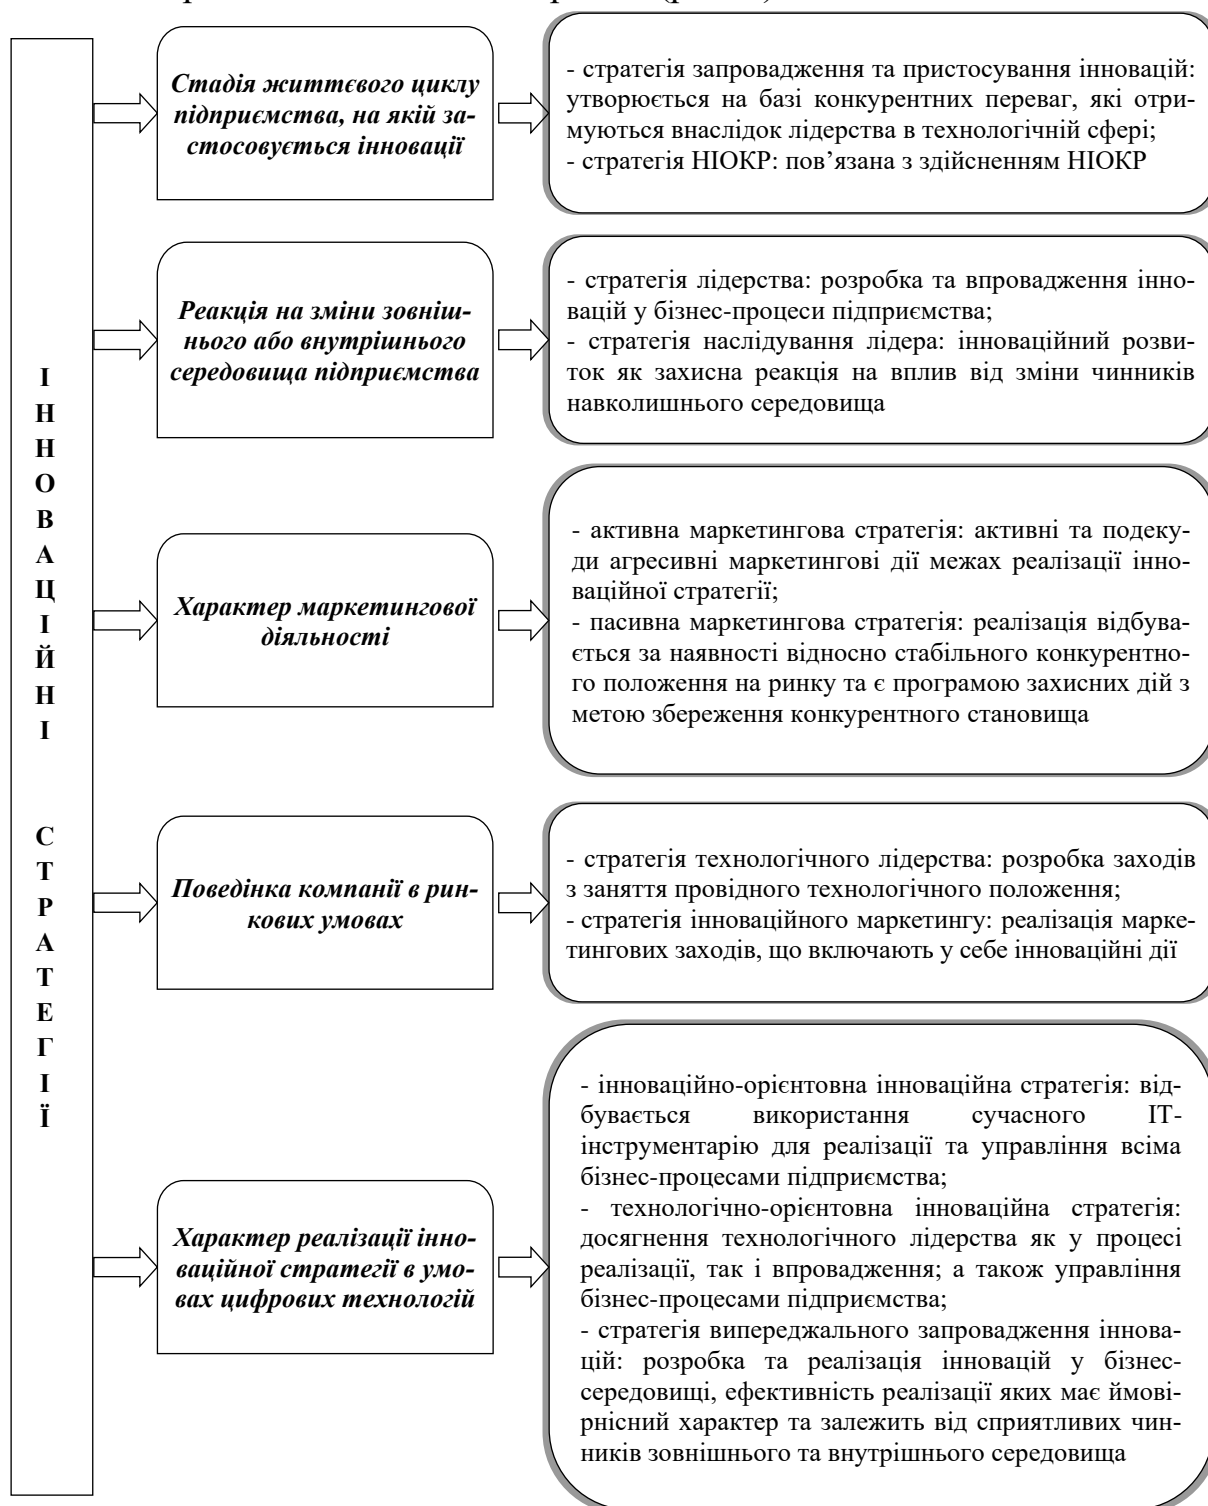 І
Н
Н
О
В
А
Ц
І
Й
Н
І
С
Т
Р
А
Т
Е
Г
І
Ї
Стадія життєвого циклу
підприємства, на якій за-
стосовується інновації
- стратегія запровадження та пристосування інновацій:
утворюється на базі конкурентних переваг, які отри-
муються внаслідок лідерства в технологічній сфері;
- стратегія НІОКР: пов’язана з здійсненням НІОКР
Реакція на зміни зовніш-
нього або внутрішнього
середовища підприємства
- стратегія лідерства: розробка та впровадження інно-
вацій у бізнес-процеси підприємства;
- стратегія наслідування лідера: інноваційний розви-
ток як захисна реакція на вплив від зміни чинників
навколишнього середовища
Характер маркетингової
діяльності
- активна маркетингова стратегія: активні та подеку-
ди агресивні маркетингові дії межах реалізації інно-
ваційної стратегії;
- пасивна маркетингова стратегія: реалізація відбува-
ється за наявності відносно стабільного конкурентно-
го положення на ринку та є програмою захисних дій з
метою збереження конкурентного становища
Поведінка компанії в рин-
кових умовах
- стратегія технологічного лідерства: розробка заходів
з заняття провідного технологічного положення;
- стратегія інноваційного маркетингу: реалізація марке-
тингових заходів, що включають у себе інноваційні дії
Характер реалізації інно-
ваційної стратегії в умо-
вах цифрових технологій
- інноваційно-орієнтовна інноваційна стратегія: від-
бувається використання сучасного ІТ-
інструментарію для реалізації та управління всіма
бізнес-процесами підприємства;
- технологічно-орієнтовна інноваційна стратегія:
досягнення технологічного лідерства як у процесі
реалізації, так і впровадження; а також управління
бізнес-процесами підприємства;
- стратегія випереджального запровадження іннова-
цій: розробка та реалізація інновацій у бізнес-
середовищі, ефективність реалізації яких має ймові-
рнісний характер та залежить від сприятливих чин-
ників зовнішнього та внутрішнього середовища